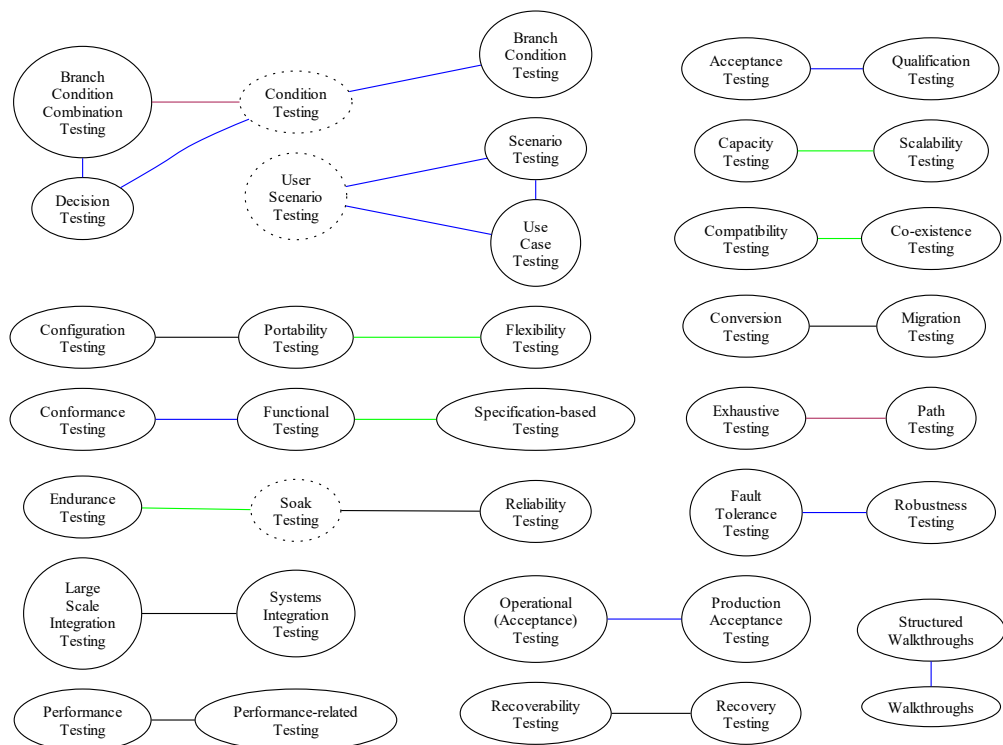 Branch
Condition
Combination
Testing
Condition
Testing
Branch
Condition
Testing
Decision
Testing
User
Scenario
Testing
Scenario
Testing
Use
Case
Testing
Acceptance
Testing
Qualification
Testing
Capacity
Testing
Scalability
Testing
Compatibility
Testing
Co-existence
Testing
Configuration
Testing
Portability
Testing
Flexibility
Testing
Conversion
Testing
Migration
Testing
Conformance
Testing
Functional
Testing
Specification-based
Testing
Exhaustive
Testing
Path
Testing
Endurance
Testing
Soak
Testing
Reliability
Testing
Fault
Tolerance
Testing
Robustness
Testing
Large
Scale
Integration
Testing
Systems
Integration
Testing
Operational
(Acceptance)
Testing
Production
Acceptance
Testing
Structured
Walkthroughs
Walkthroughs
Performance
Testing
Performance-related
Testing
Recoverability
Testing
Recovery
Testing